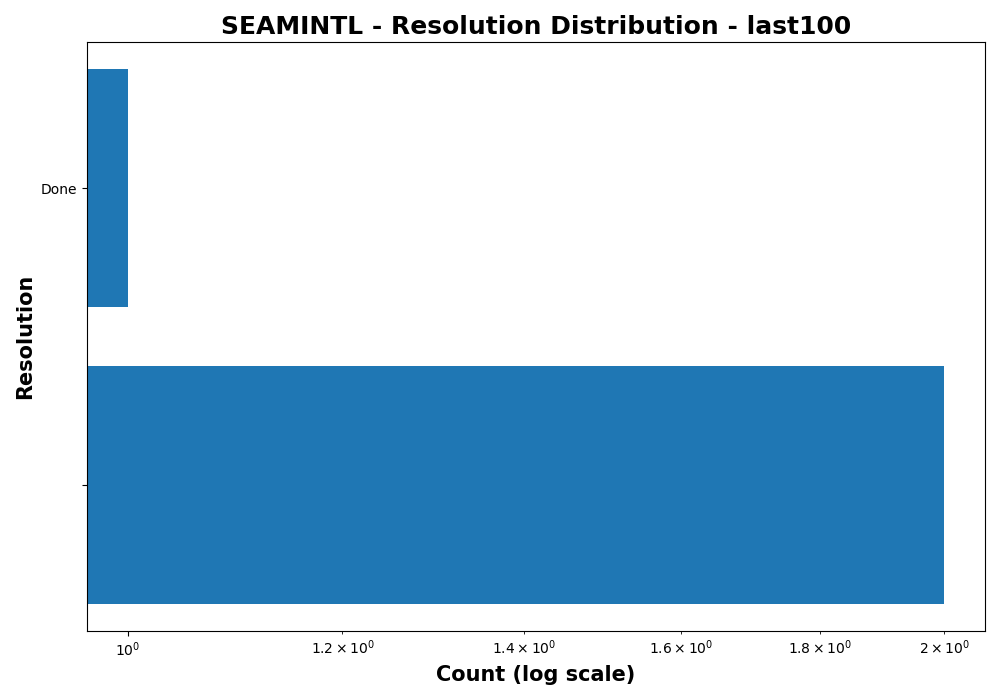 SEAMINTL - Resolution Distribution - last100
Done
Resolution
10⁰
1.2 × 10⁰
1.4 × 10⁰
1.6 × 10⁰
1.8 × 10⁰
2 × 10⁰
Count (log scale)